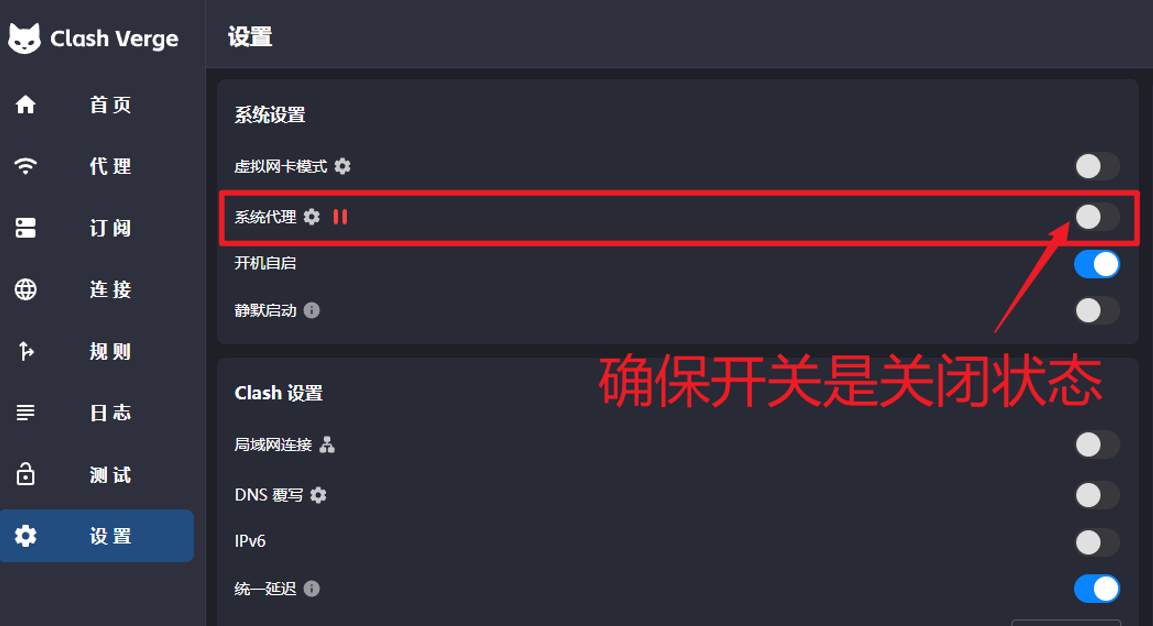 Clash Verge
首页
代理
订阅
连接
规则
日志
测试
设置
设置
系统设置
虚拟网卡模式
系统代理
开机自启
静默启动
确保开关是关闭状态
Clash 设置
局域网连接
DNS 覆写
IPv6
统一延迟